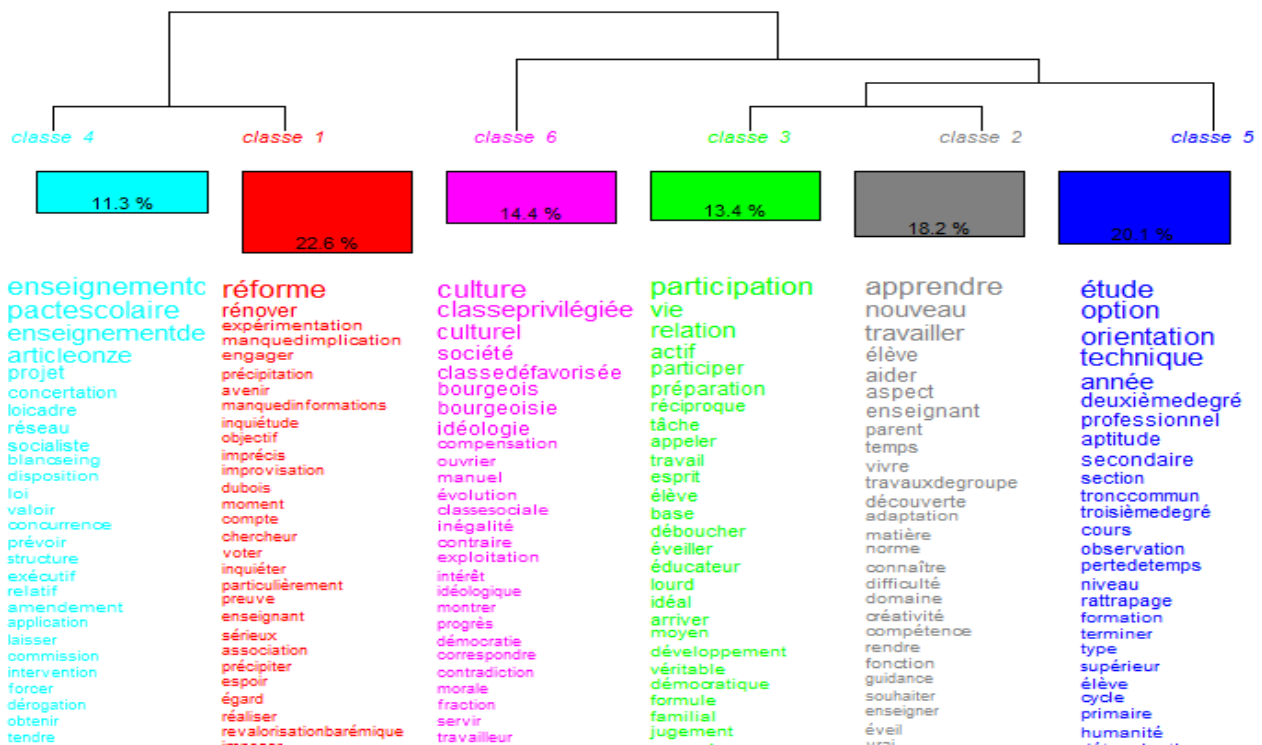 classe 4
classe 1
classe 6
classe 3
classe 2
classe 5
11.3 %
22.6 %
14.4 %
13.4 %
18.2 %
20.1 %
enseignementc
pactescolaire
enseignementde
articleonze
projet
concertation
loicadre
réseau
socialiste
blancseing
disposition
loi
valoir
concurrence
prévoir
structure
exécutif
relatif
amendement
application
laisser
commission
intervention
forcer
dérogation
obtenir
tendre
réforme
rénover
expérimentation
manquedimplication
engager
précipitation
avenir
manquedinformations
inquiétude
objectif
imprécis
improvisation
dubois
moment
compte
chercheur
voter
inquiéter
particulièrement
preuve
enseignant
sérieux
association
précipiter
espoir
égard
réaliser
revalorisationbarémique
culture
classeprivilégiée
culturel
société
classedéfavorisée
bourgeois
bourgeoisie
idéologie
compensation
ouvrier
manuel
évolution
classesociale
inégalité
contraire
exploitation
intérêt
idéologique
montrer
progrès
démocratie
correspondre
contradiction
morale
fraction
servir
travailleur
participation
vie
relation
actif
participer
préparation
réciproque
tâche
appeler
travail
esprit
élève
base
déboucher
éveiller
éducateur
lourd
idéal
arriver
moyen
développement
véritable
démocratique
formule
familial
jugement
apprendre
nouveau
travailler
élève
aider
aspect
enseignant
parent
temps
vivre
travauxdegroupe
découverte
adaptation
matière
norme
connaître
difficulté
domaine
créativité
compétence
rendre
fonction
guidance
souhaiter
enseigner
éveil
étude
option
orientation
technique
année
deuxièmedegré
professionnel
aptitude
secondaire
section
tronccommun
troisièmedegré
cours
observation
pertedetemps
niveau
rattrapage
formation
terminer
type
supérieur
élève
cycle
primaire
humanité